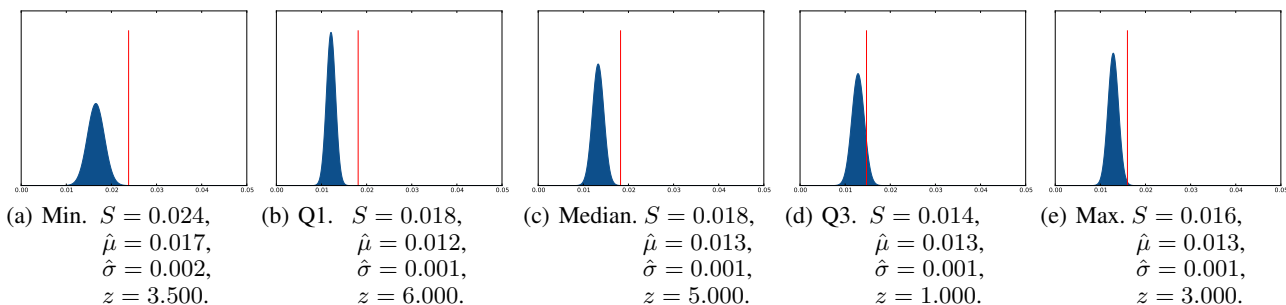 0.00 0.01 0.02 0.03 0.04 0.05
0.00 0.01 0.02 0.03 0.04 0.05
0.00 0.01 0.02 0.03 0.04 0.05
0.00 0.01 0.02 0.03 0.04 0.05
0.00 0.01 0.02 0.03 0.04 0.05
(a) Min. S = 0.024,
μ̂ = 0.017,
σ̂ = 0.002,
z = 3.500.
(b) Q1. S = 0.018,
μ̂ = 0.012,
σ̂ = 0.001,
z = 6.000.
(c) Median. S = 0.018,
μ̂ = 0.013,
σ̂ = 0.001,
z = 5.000.
(d) Q3. S = 0.014,
μ̂ = 0.013,
σ̂ = 0.001,
z = 1.000.
(e) Max. S = 0.016,
μ̂ = 0.013,
σ̂ = 0.001,
z = 3.000.